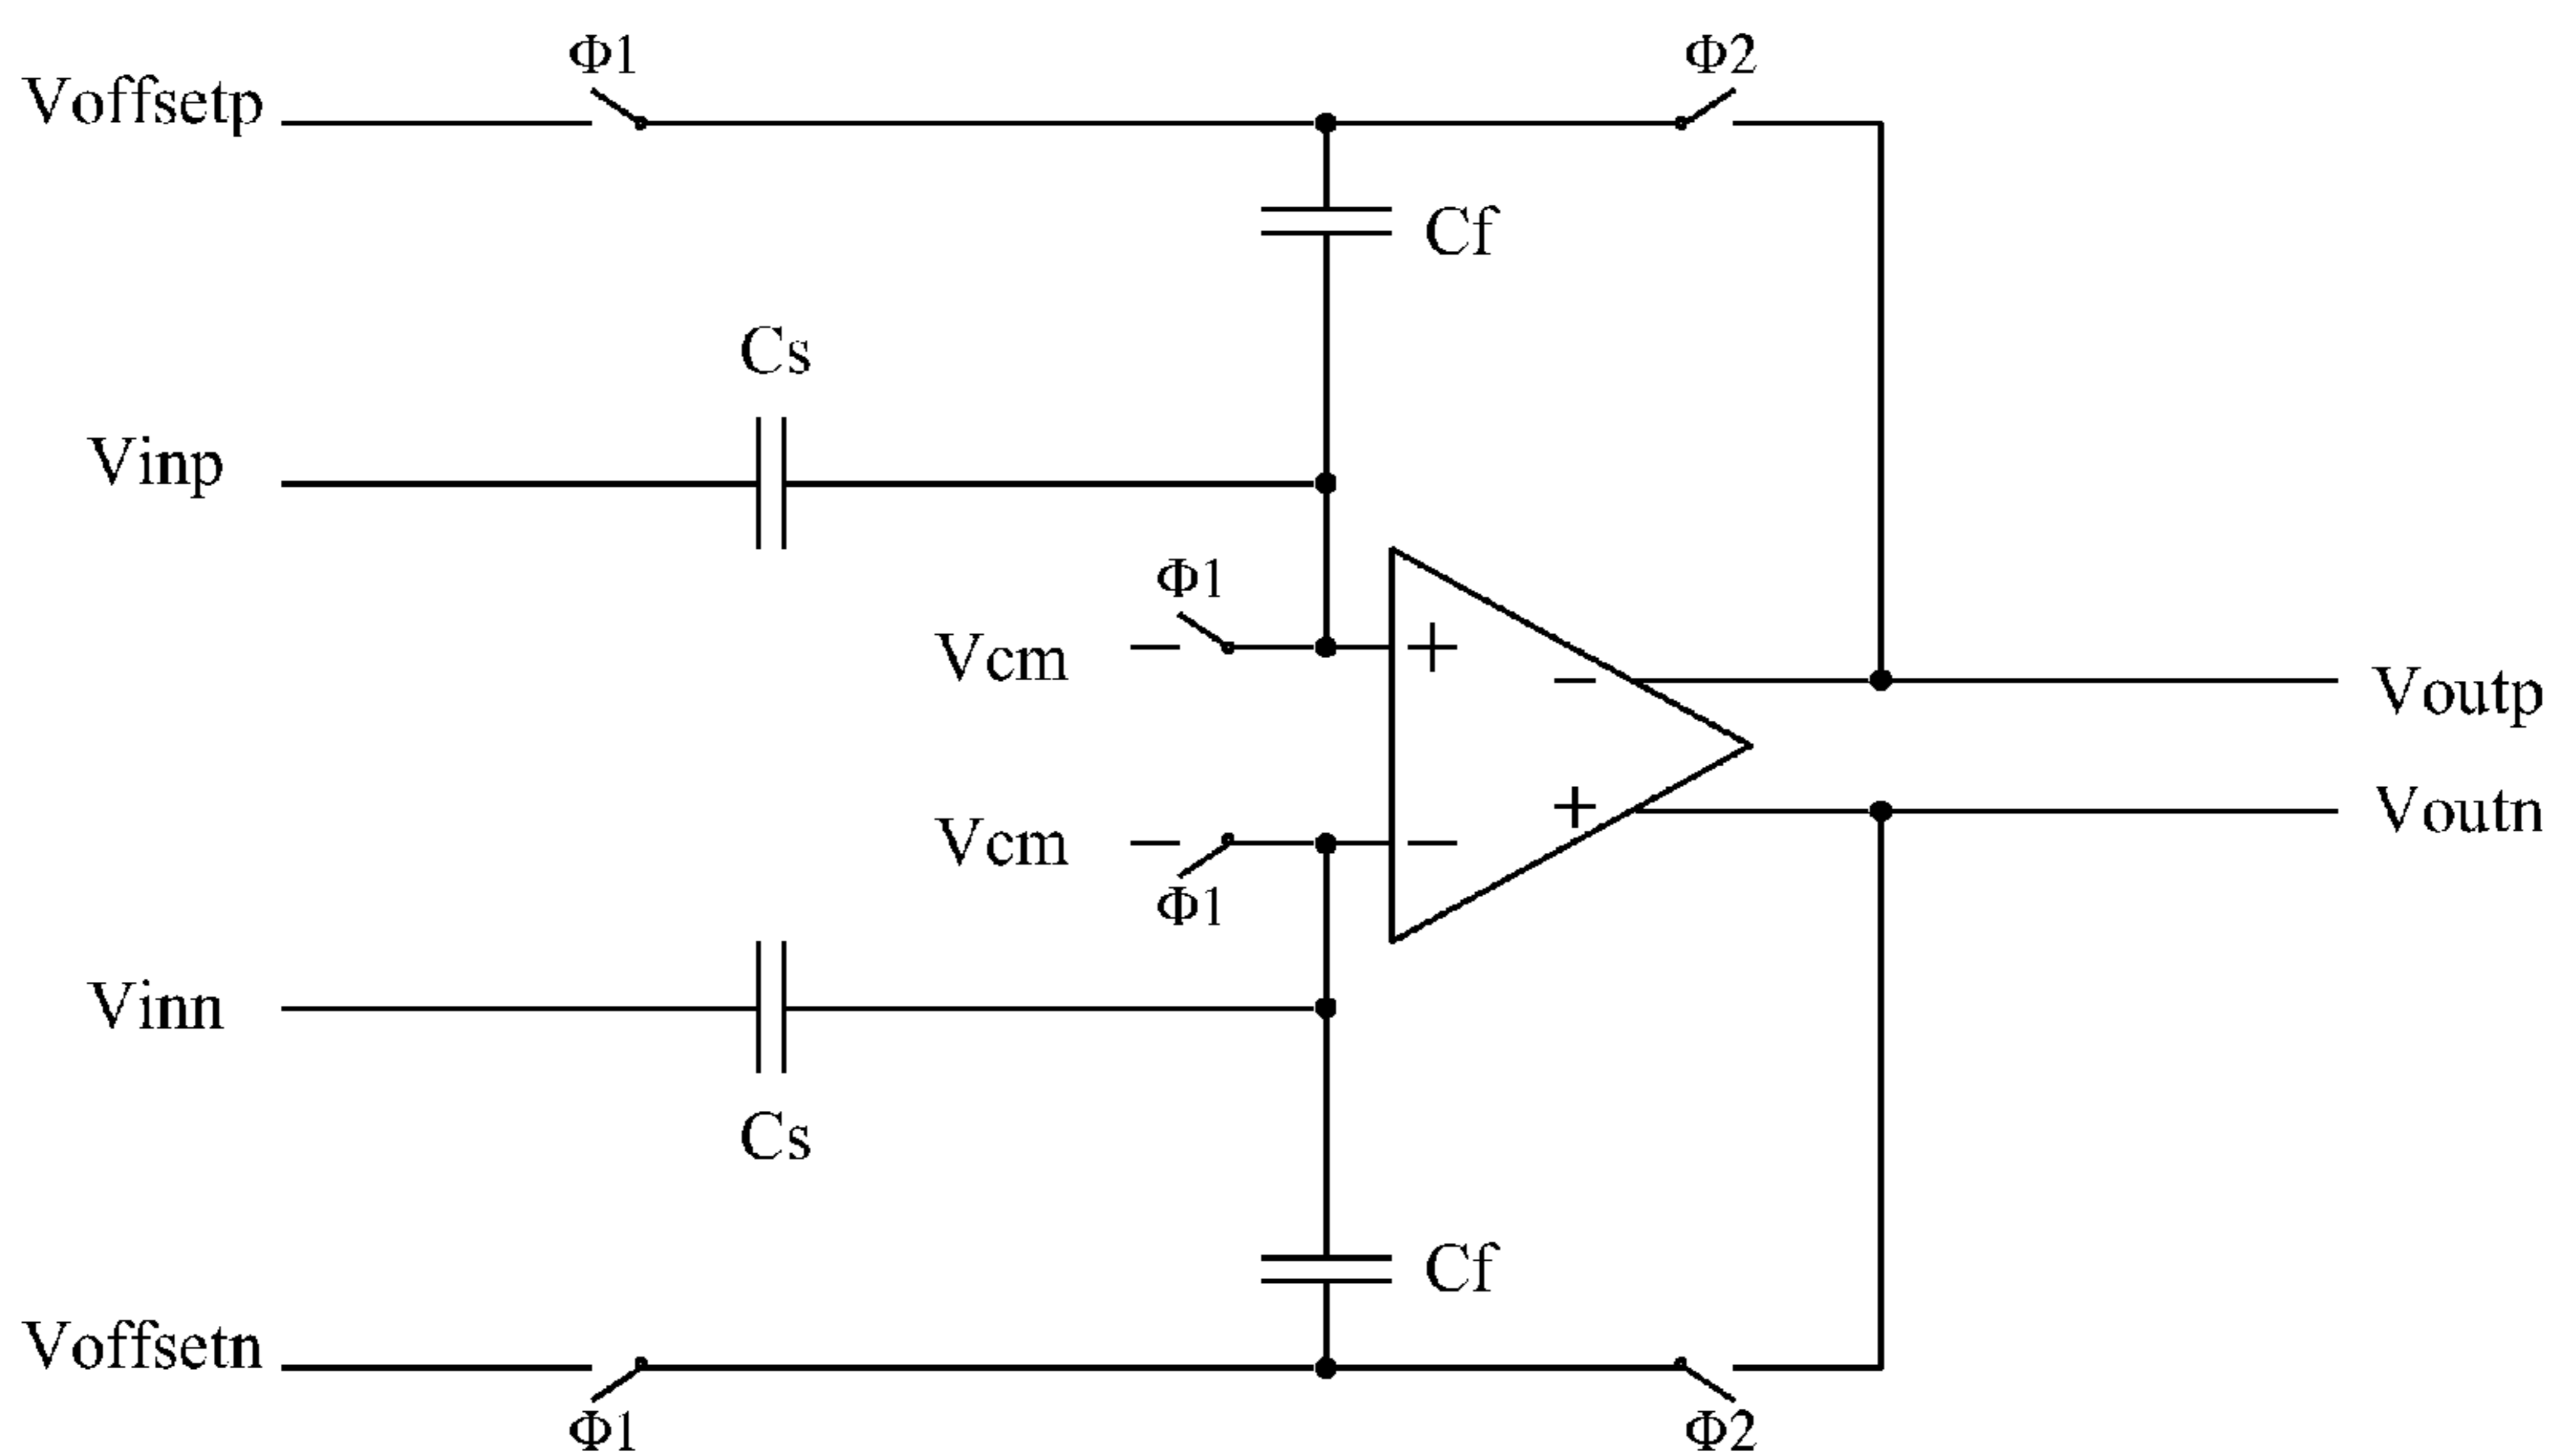 Φ1
Φ2
Voffsetp
Cf
Cs
Vinp
Φ1
Vcm
+
−
Voutp
Vcm
−
+
Voutn
Φ1
Vinn
Cs
Cf
Voffsetn
Φ1
Φ2